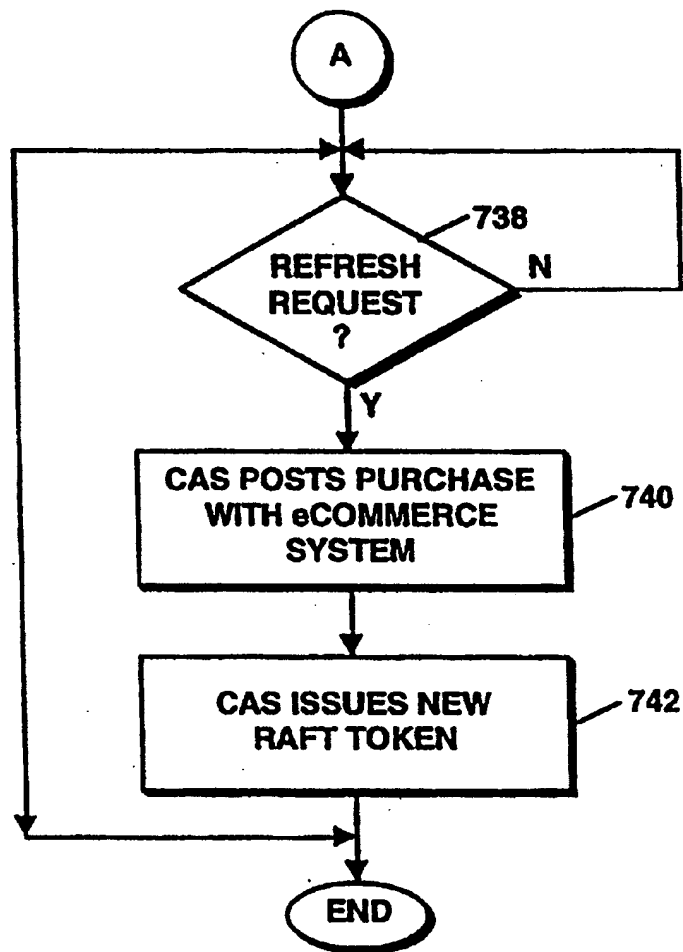 A
738
REFRESH
REQUEST
?
N
Y
CAS POSTS PURCHASE
WITH eCOMMERCE
SYSTEM
740
CAS ISSUES NEW
RAFT TOKEN
742
END